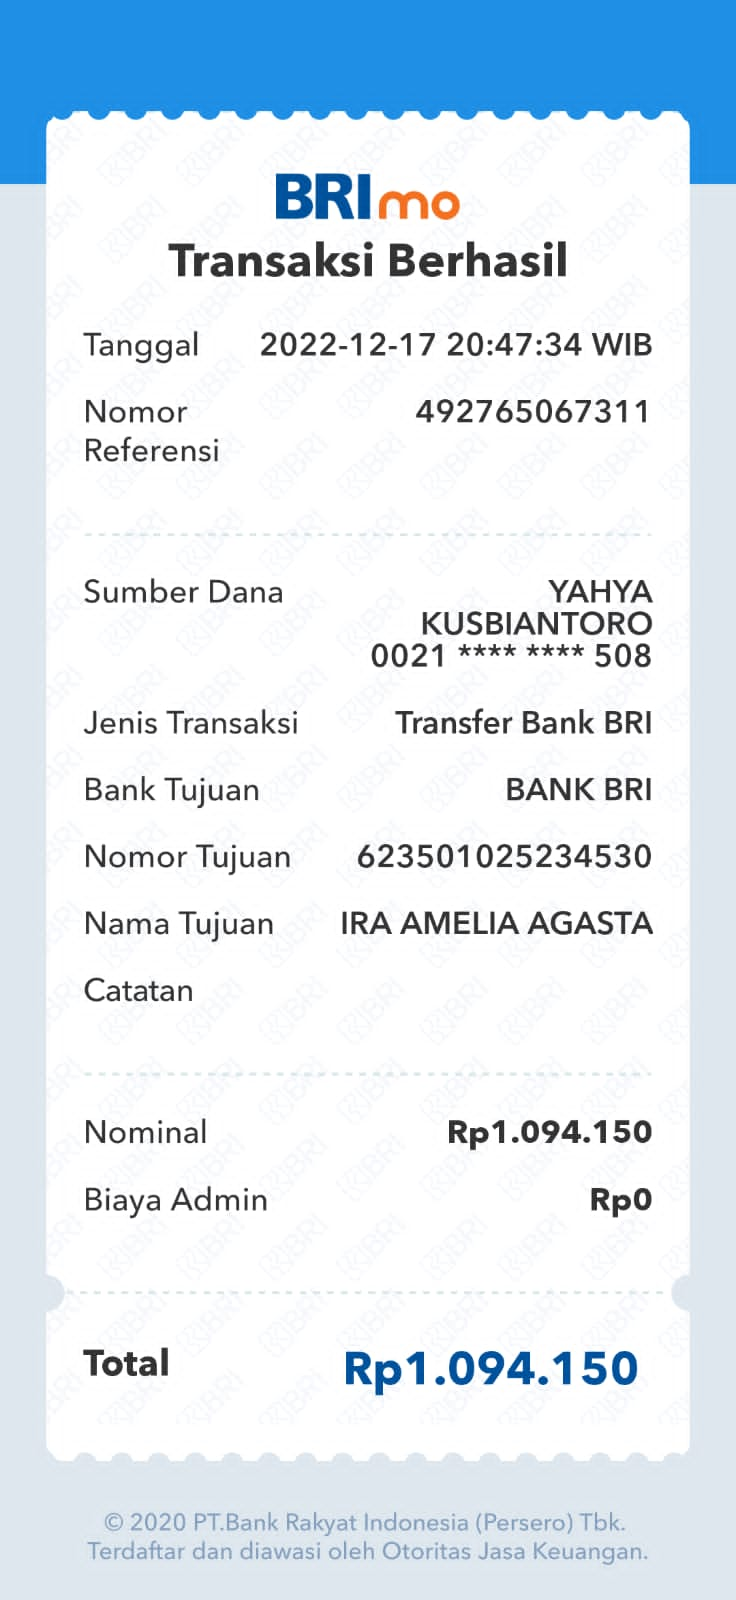 BRImo
Transaksi Berhasil
Tanggal 2022-12-17 20:47:34 WIB
Nomor 492765067311
Referensi
Sumber Dana YAHYA
KUSBIANTORO
0021 **** **** 508
Jenis Transaksi Transfer Bank BRI
Bank Tujuan BANK BRI
Nomor Tujuan 623501025234530
Nama Tujuan IRA AMELIA AGASTA
Catatan
Nominal Rp1.094.150
Biaya Admin Rp0
Total Rp1.094.150
© 2020 PT.Bank Rakyat Indonesia (Persero) Tbk.
Terdaftar dan diawasi oleh Otoritas Jasa Keuangan.